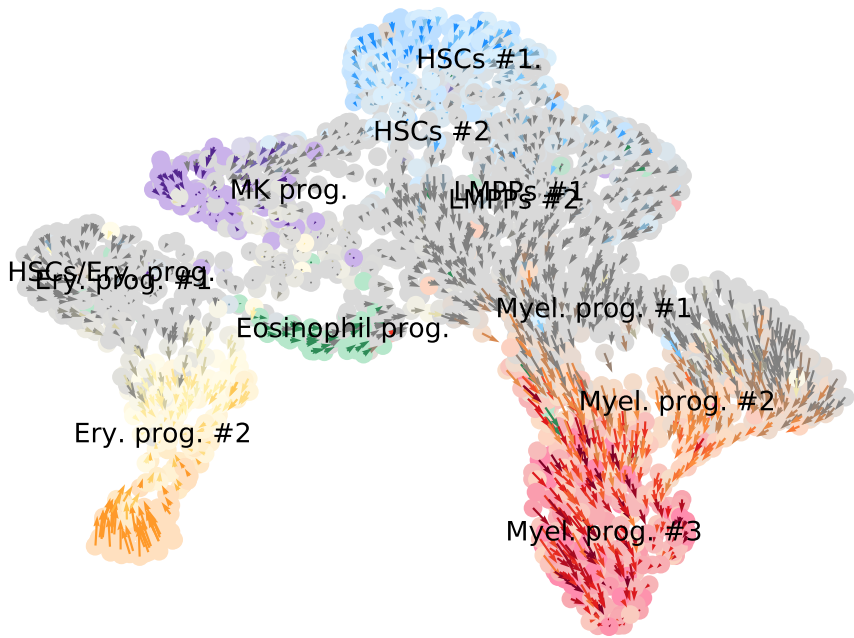 HSCs #1.
HSCs #2
MK prog.
LMPPs #1
LMPPs #2
HSCs/Ery. prog.
Ery. prog. #1
Myel. prog. #1
Eosinophil prog.
Myel. prog. #2
Ery. prog. #2
Myel. prog. #3